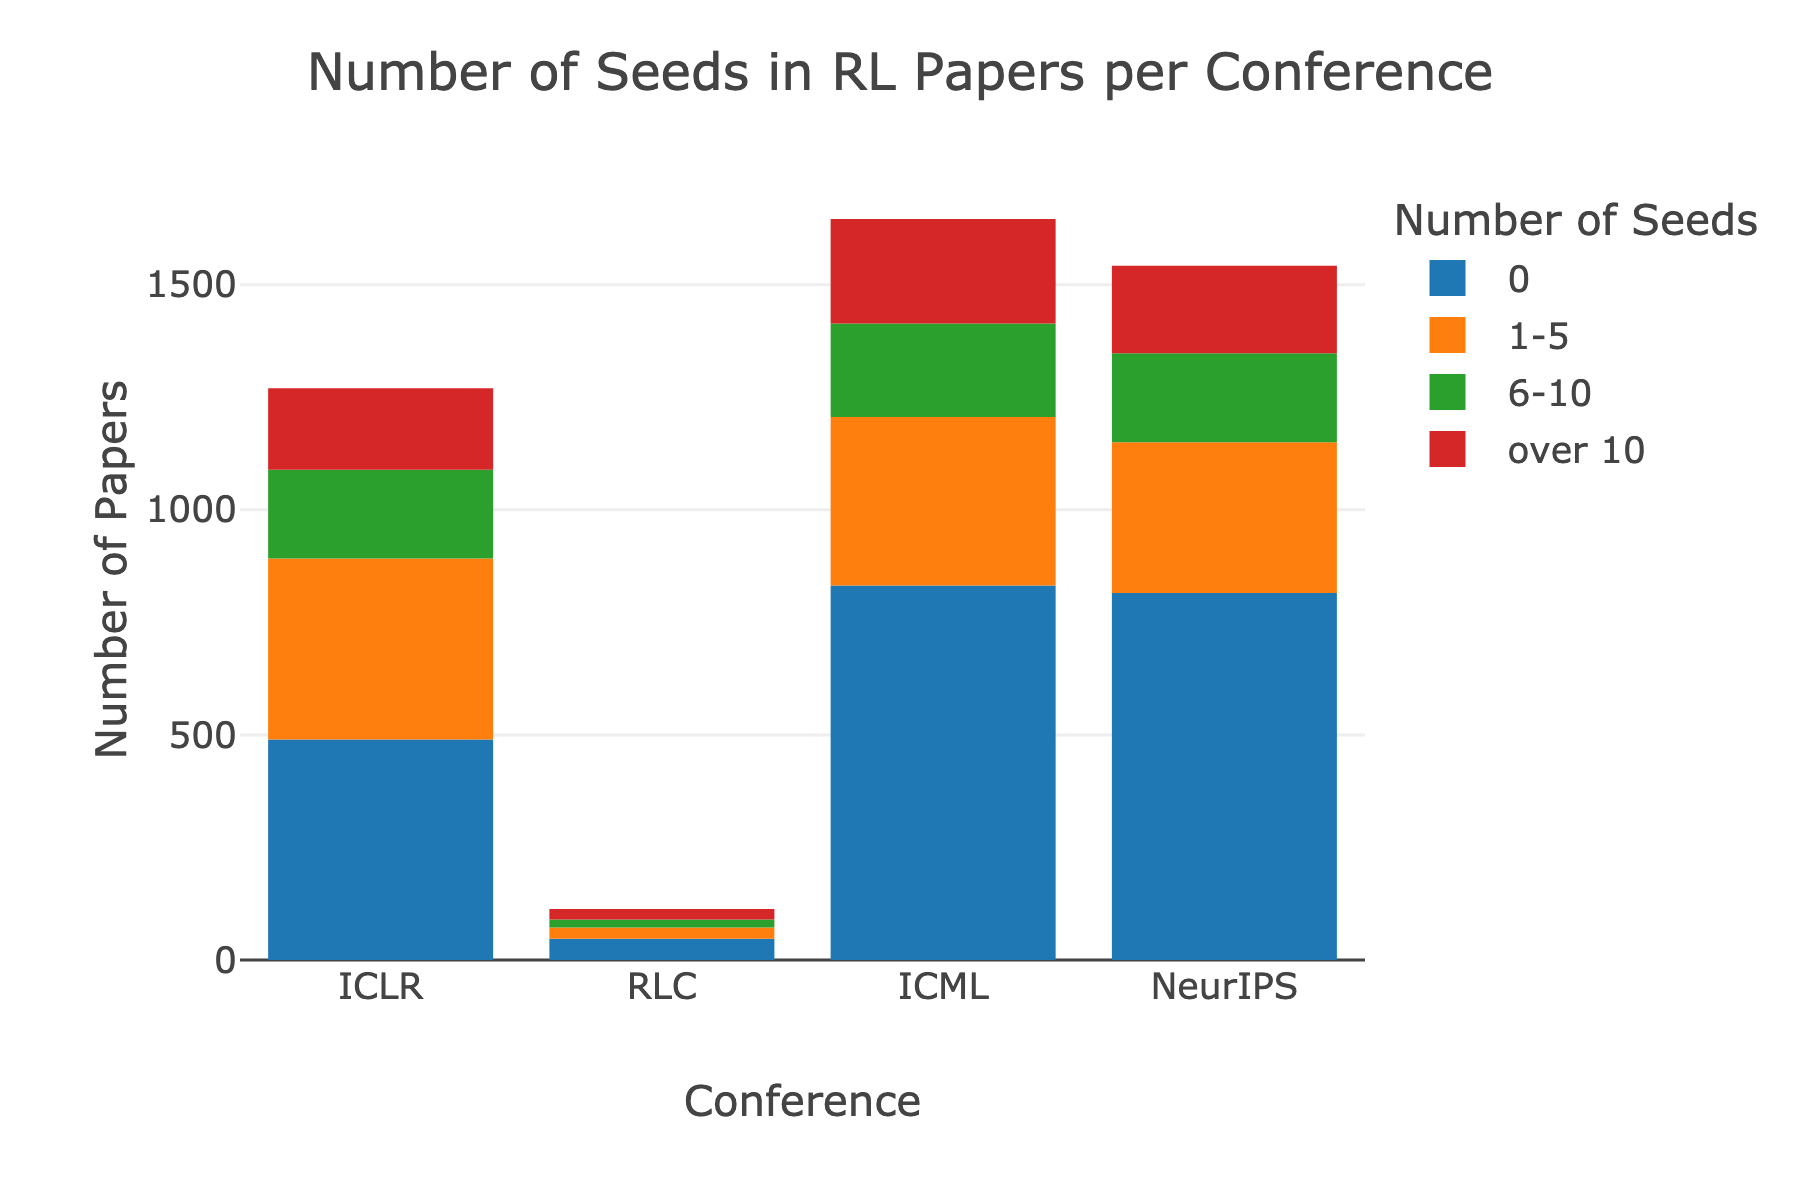 Number of Seeds in RL Papers per Conference
Number of Seeds
0
1-5
6-10
over 10
Number of Papers
1500
1000
500
0
ICLR
RLC
ICML
NeurIPS
Conference